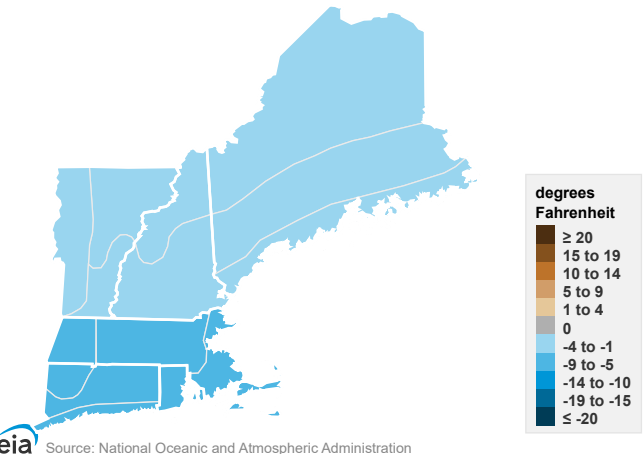 degrees
Fahrenheit
≥ 20
15 to 19
10 to 14
5 to 9
1 to 4
0
-4 to -1
-9 to -5
-14 to -10
-19 to -15
≤ -20
eia
Source: National Oceanic and Atmospheric Administration